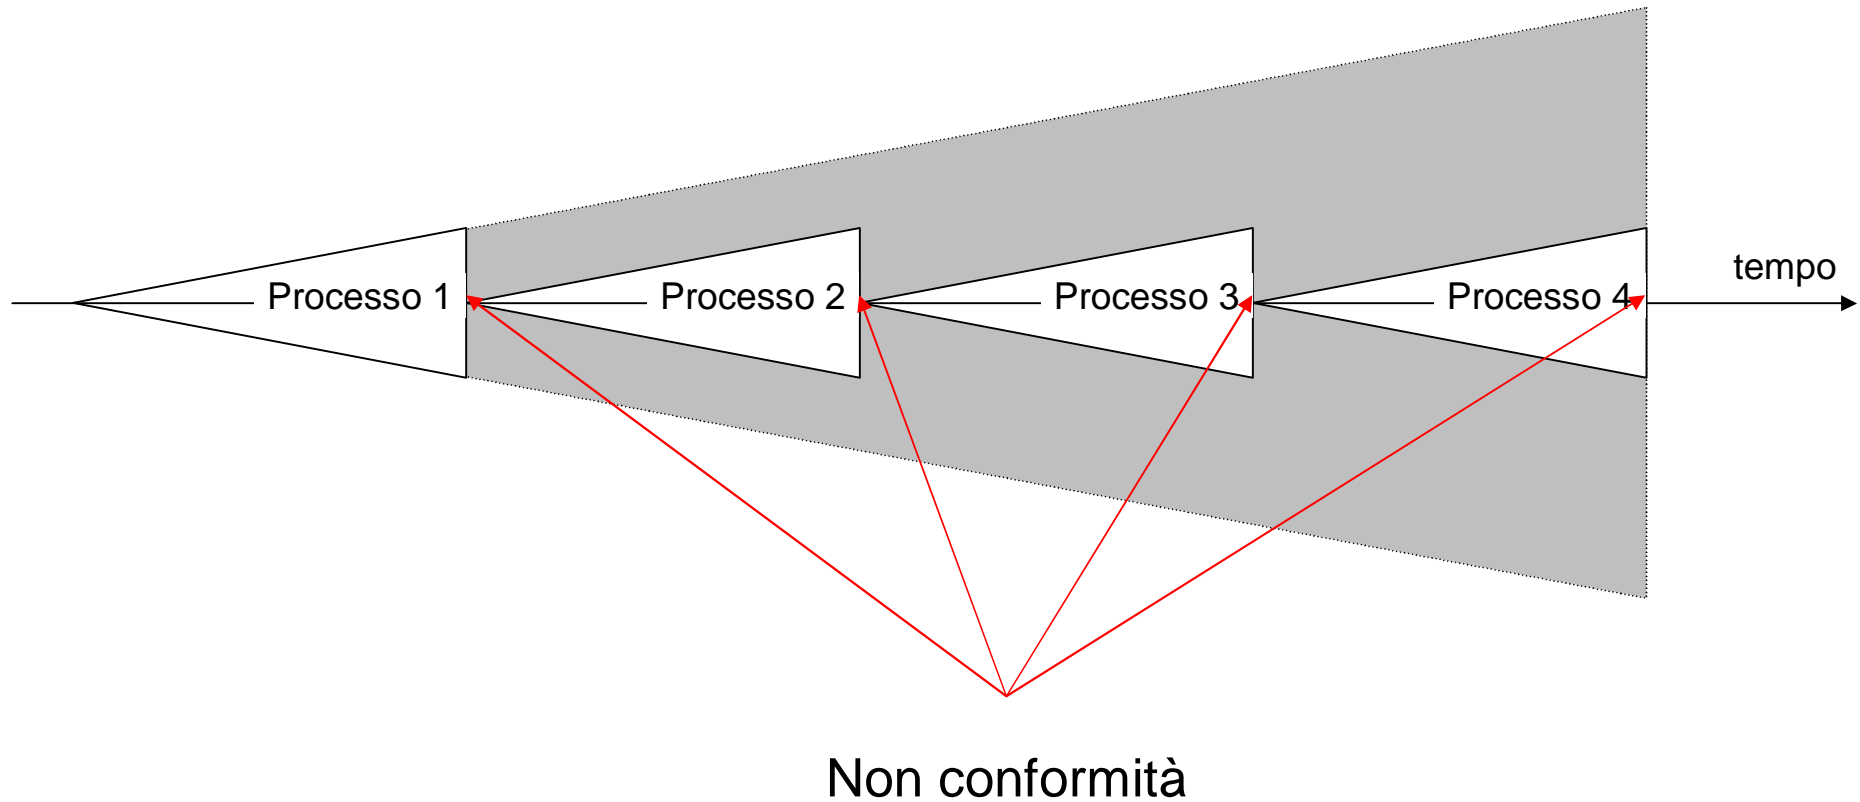 tempo
Processo 1
Processo 2
Processo 3
Processo 4
Non conformità